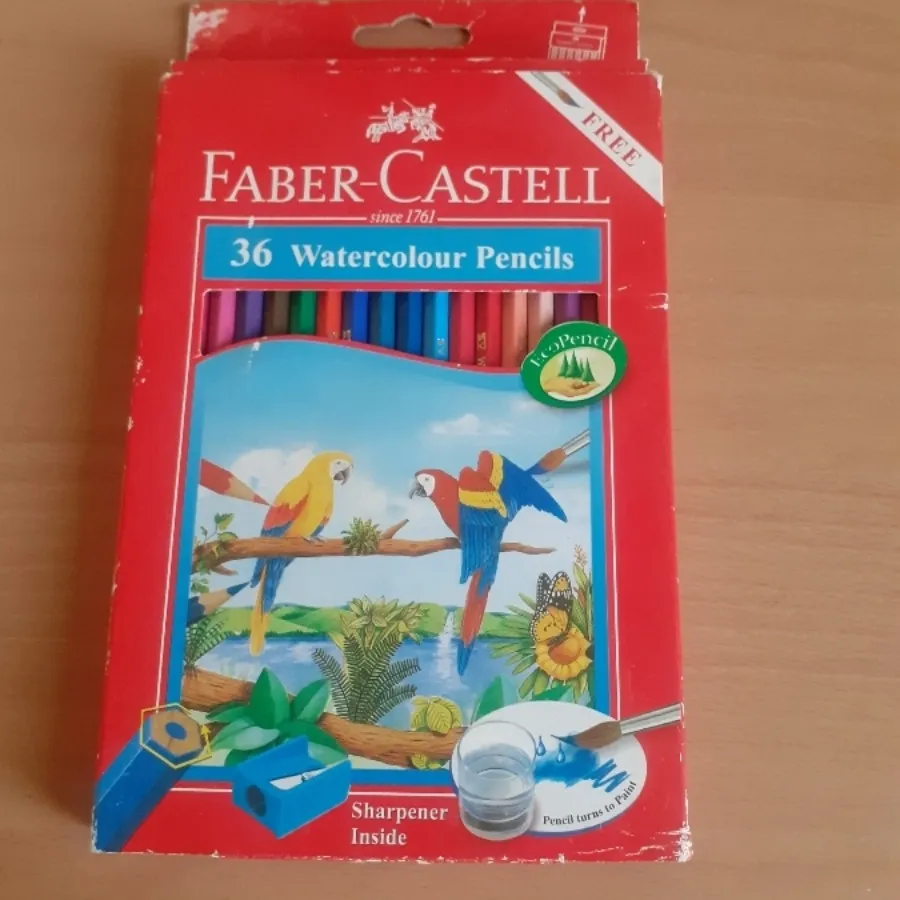 FREE
FABER-CASTELL
since 1761
36 Watercolour Pencils
EcoPencil
Sharpener
Inside
Pencil turns to Paint